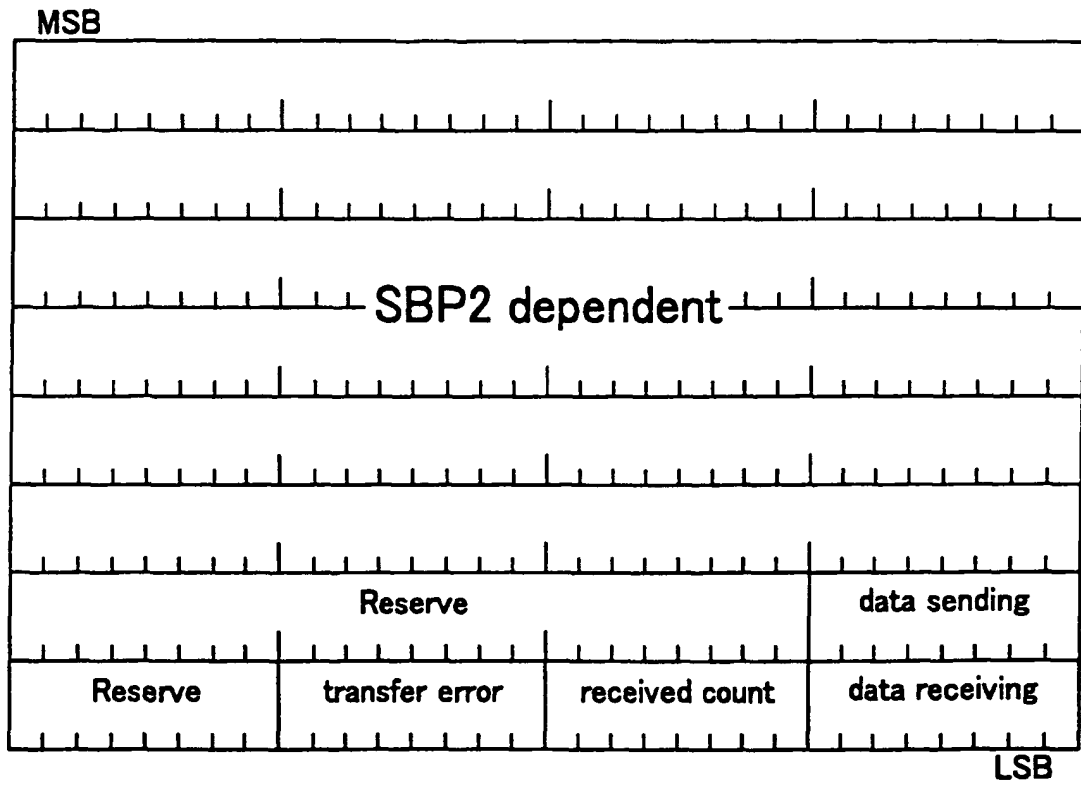 MSB
SBP2 dependent
Reserve data sending
Reserve transfer error received count data receiving
LSB